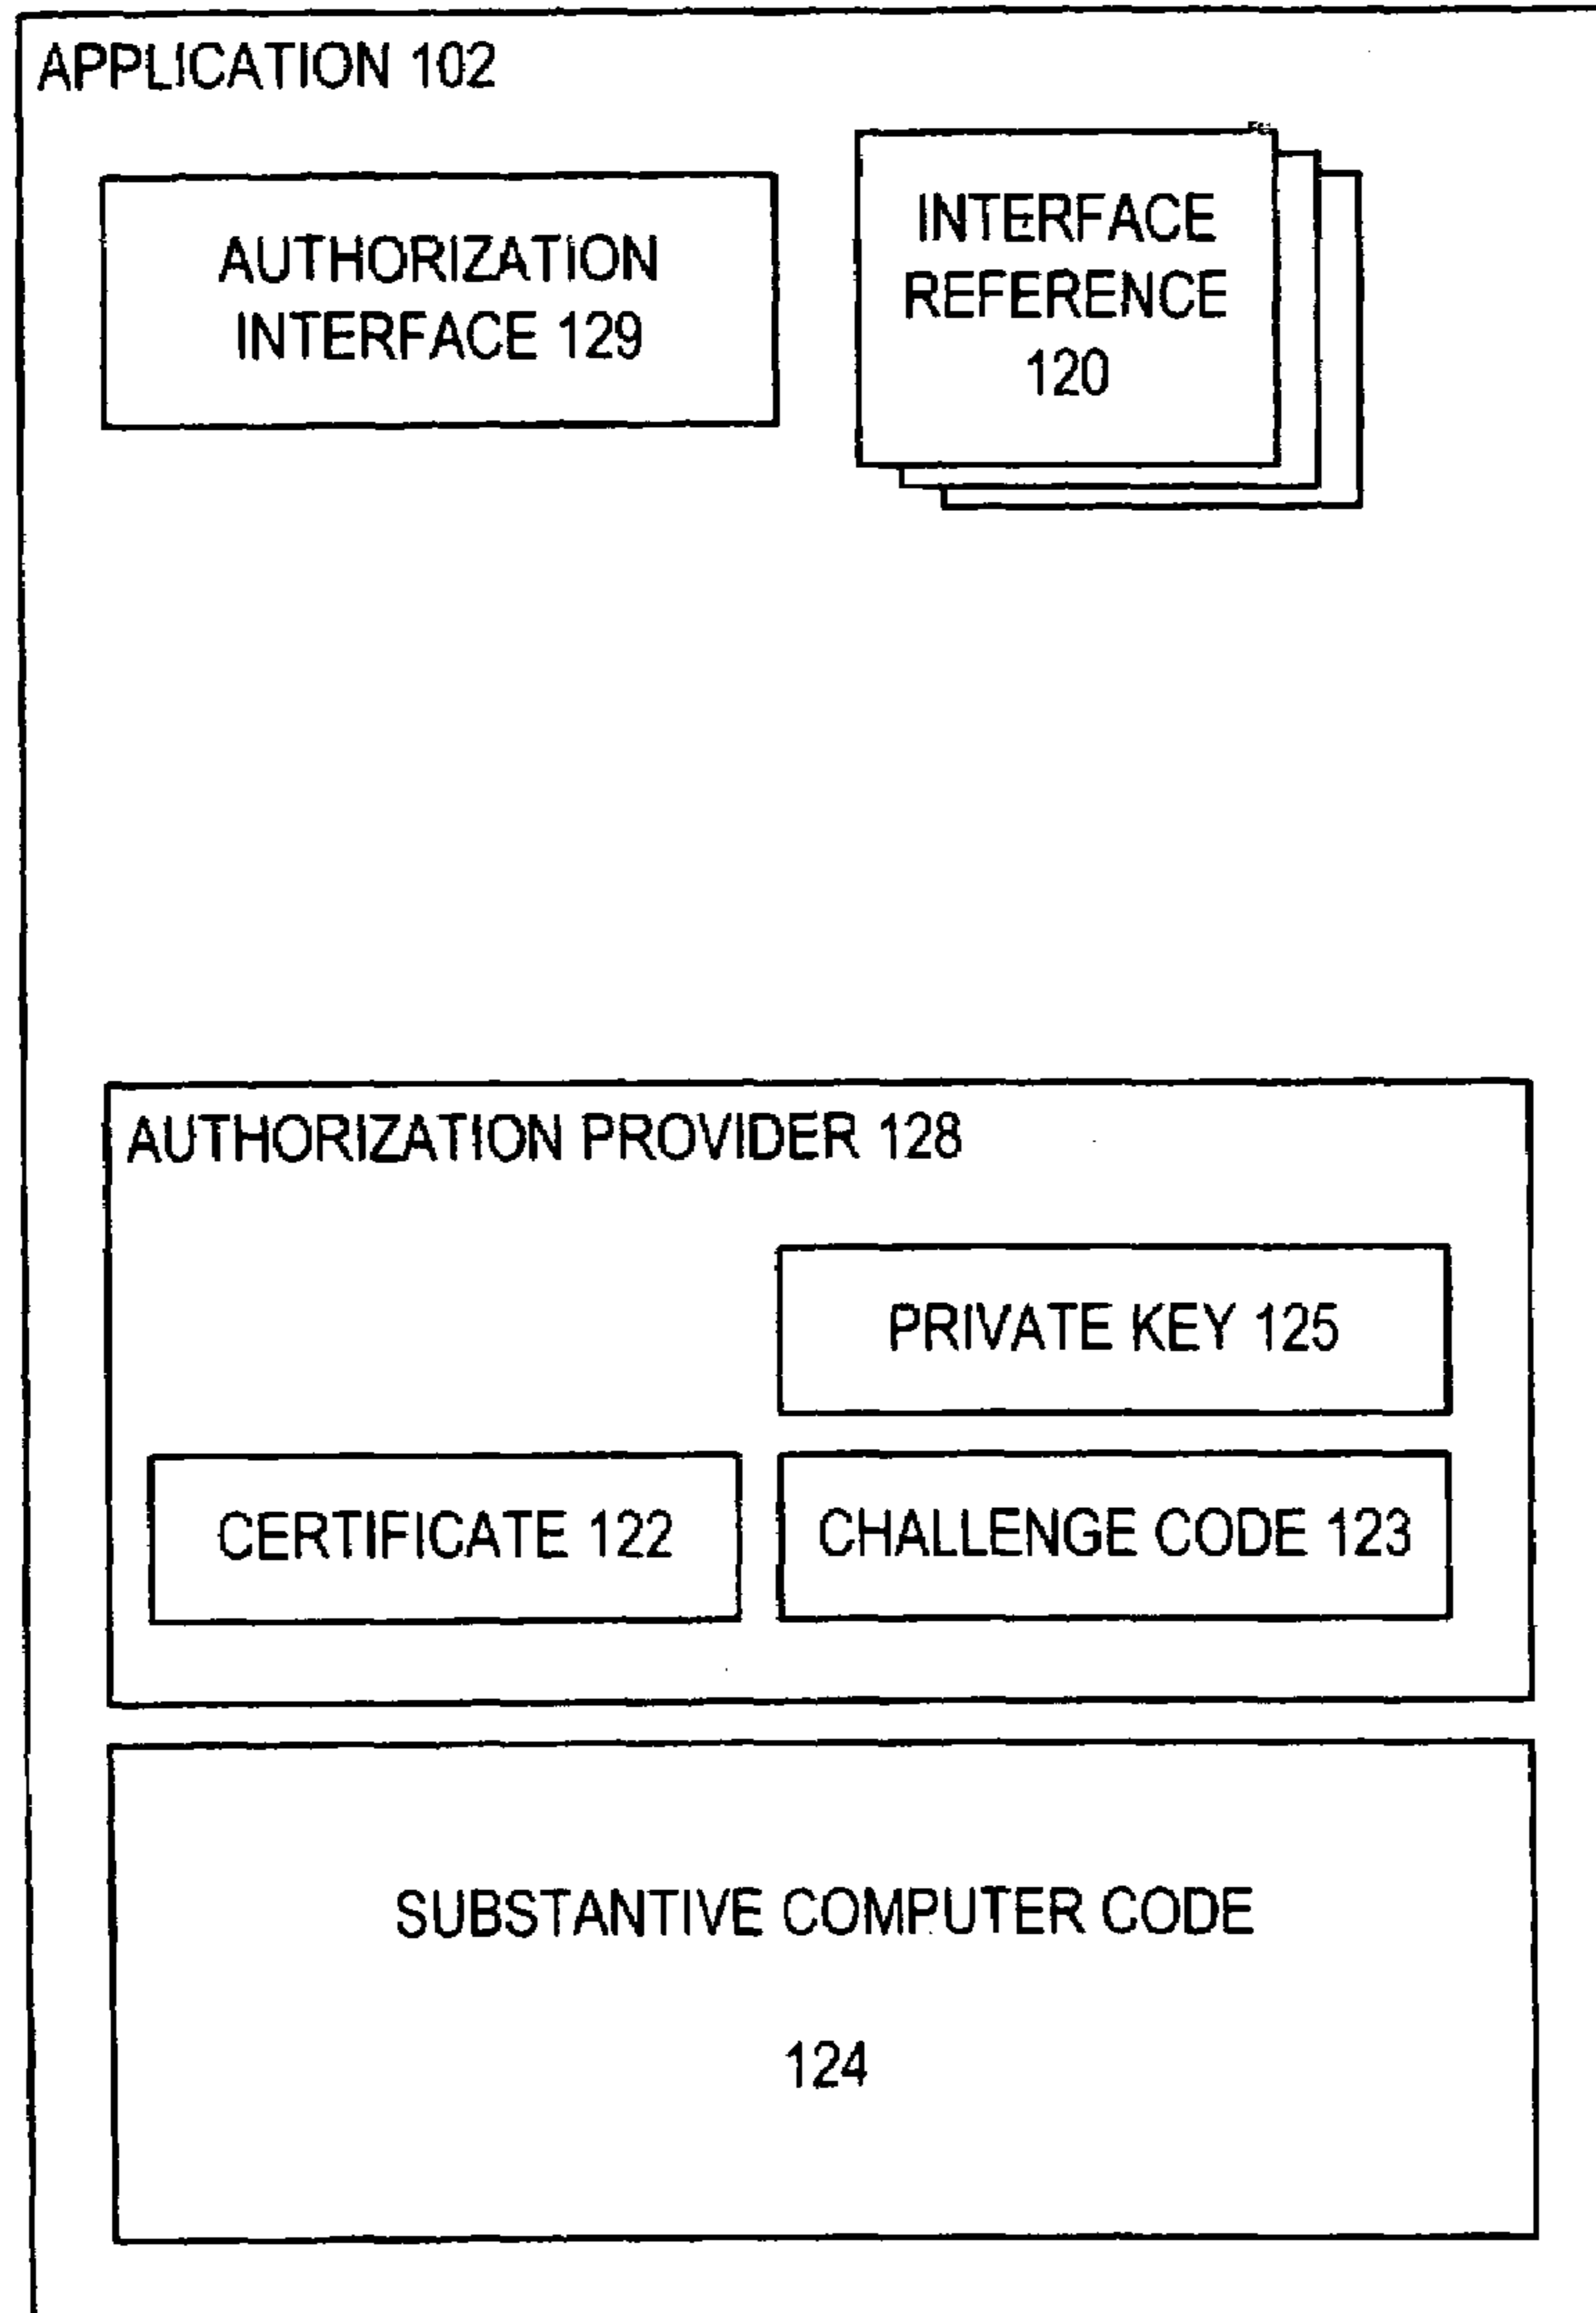 APPLICATION 102
AUTHORIZATION
INTERFACE 129
INTERFACE
REFERENCE
120
AUTHORIZATION PROVIDER 128
PRIVATE KEY 125
CERTIFICATE 122
CHALLENGE CODE 123
SUBSTANTIVE COMPUTER CODE
124